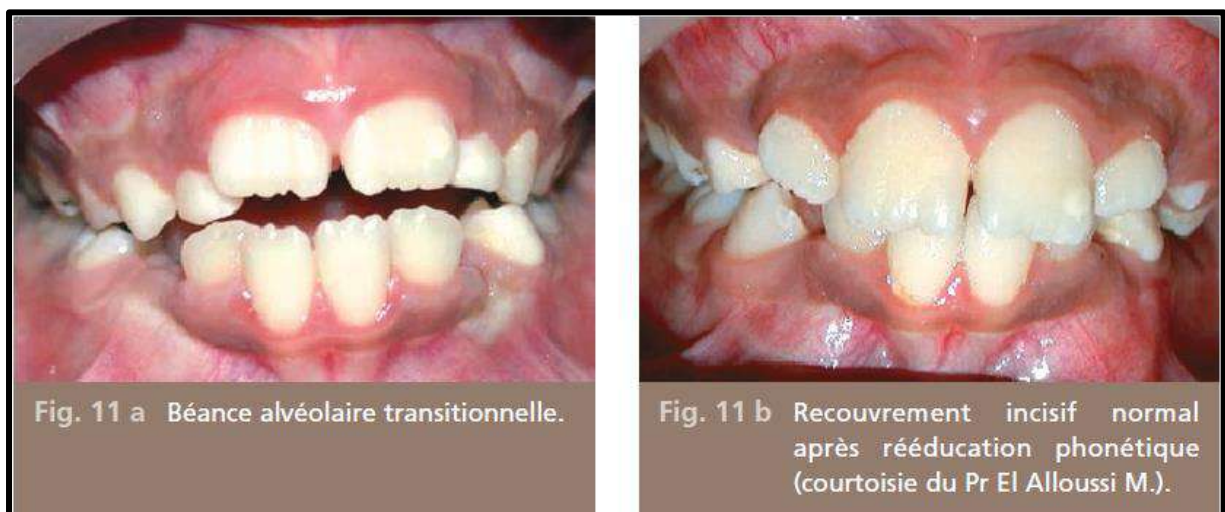 Fig. 11 a Béance alvéolaire transitionnelle.
Fig. 11 b Recouvrement incisif normal
après rééducation phonétique
(courtoisie du Pr El Alloussi M.).